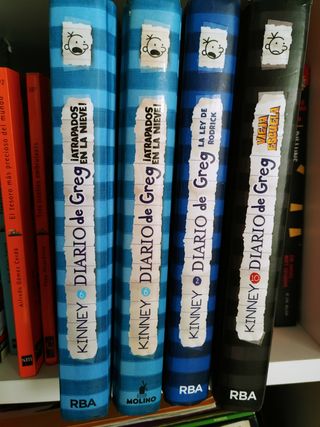 El tesoro más precioso del mundo
Alfredo Gómez Cerdá
sm
KINNEY 6 DIARIO de Greg
¡ATRAPADOS
EN LA NIEVE!
RBA
KINNEY 6 DIARIO de Greg
¡ATRAPADOS
EN LA NIEVE!
MOLINO
KINNEY 2 DIARIO de Greg
LA LEY DE
RODRICK
RBA
KINNEY 10 DIARIO de Greg
VIEJA
ESCUELA
RBA